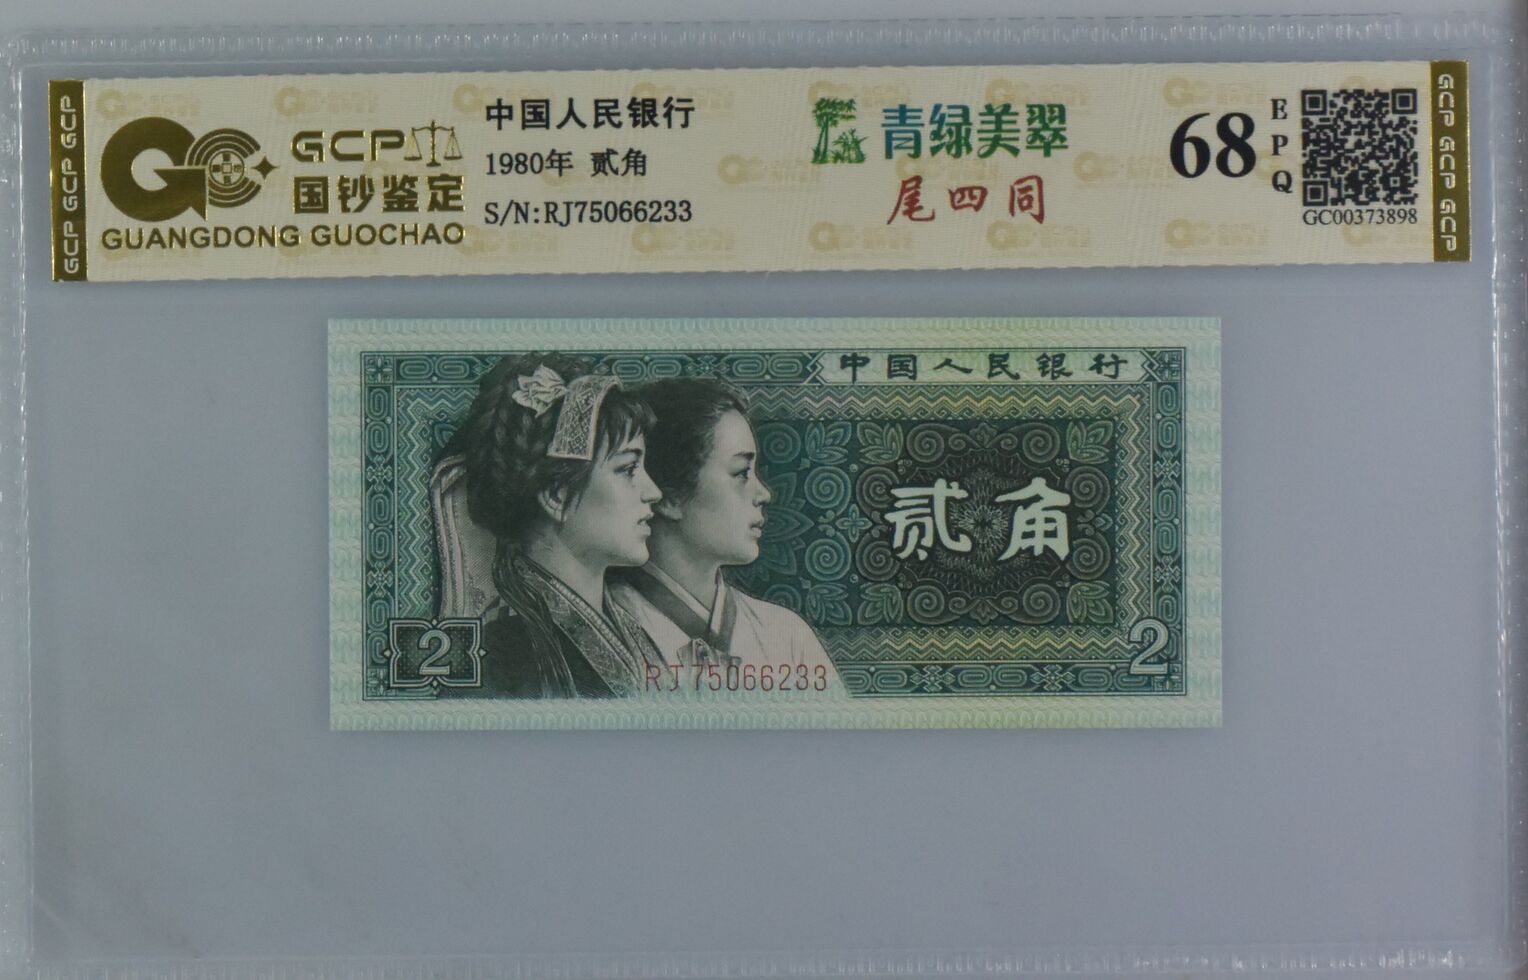 GCP GCP GCP
GCP
国钞鉴定
GUANGDONG GUOCHAO
中国人民银行
1980年 贰角
S/N:RJ75066233
青绿美翠
尾四同
68
EPQ
GC00373898
GCP GCP GCP
中国人民银行
贰角
2
2
RJ75066233